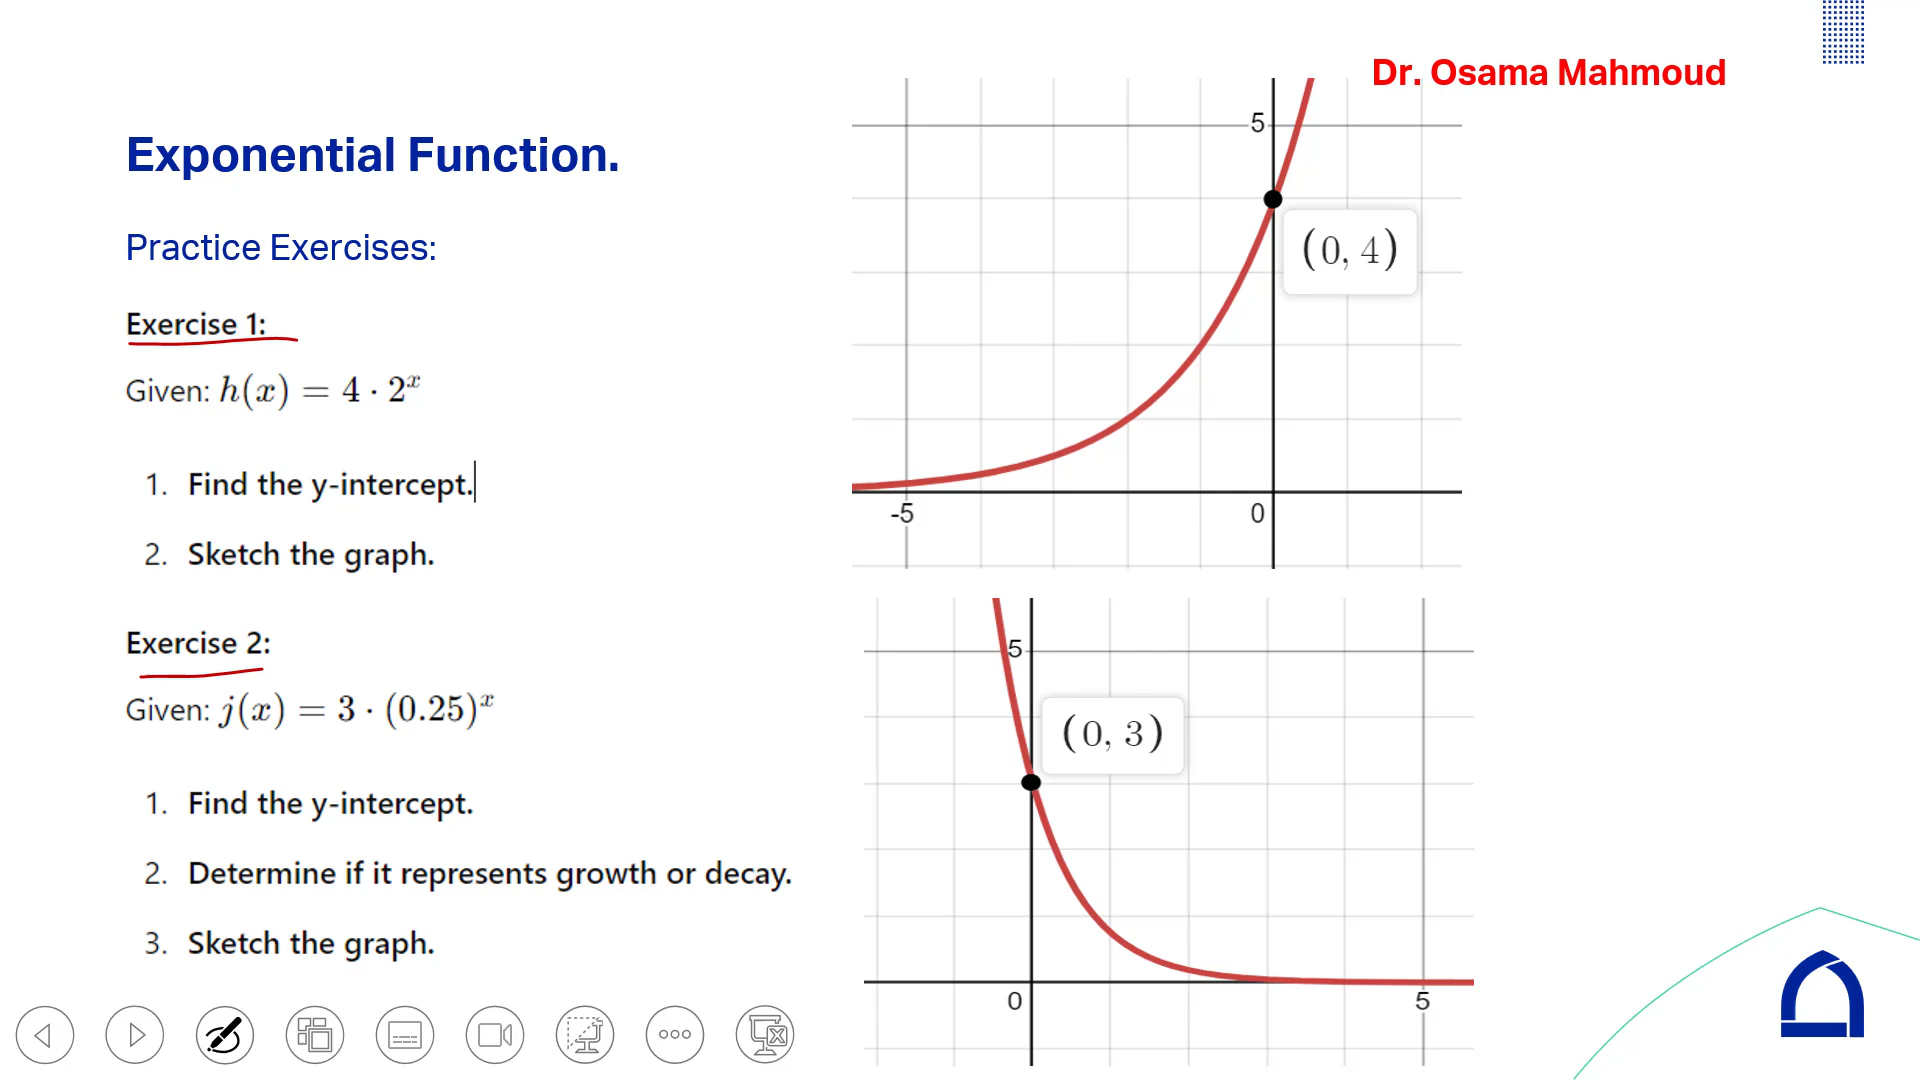 Dr. Osama Mahmoud
Exponential Function.
Practice Exercises:
Exercise 1:
Given: h(x) = 4 · 2ˣ
1. Find the y-intercept.
2. Sketch the graph.
Exercise 2:
Given: j(x) = 3 · (0.25)ˣ
1. Find the y-intercept.
2. Determine if it represents growth or decay.
3. Sketch the graph.
5
(0, 4)
-5
0
5
(0, 3)
0
5